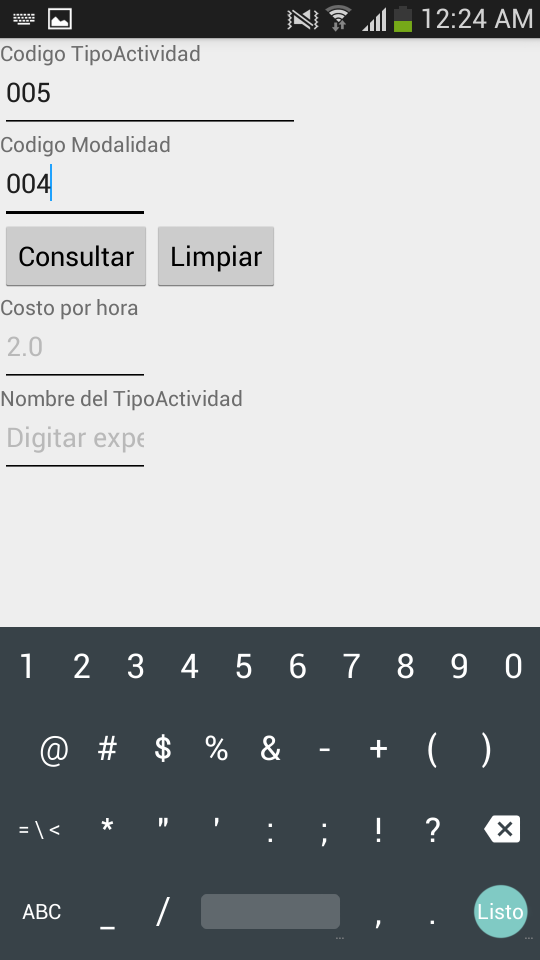 12:24 AM
Codigo TipoActividad
005
Codigo Modalidad
004
Consultar Limpiar
Costo por hora
2.0
Nombre del TipoActividad
Digitar expe
1 2 3 4 5 6 7 8 9 0
@ # $ % & - + ( )
= \ < * " ' : ; ! ?
ABC _ / , . Listo